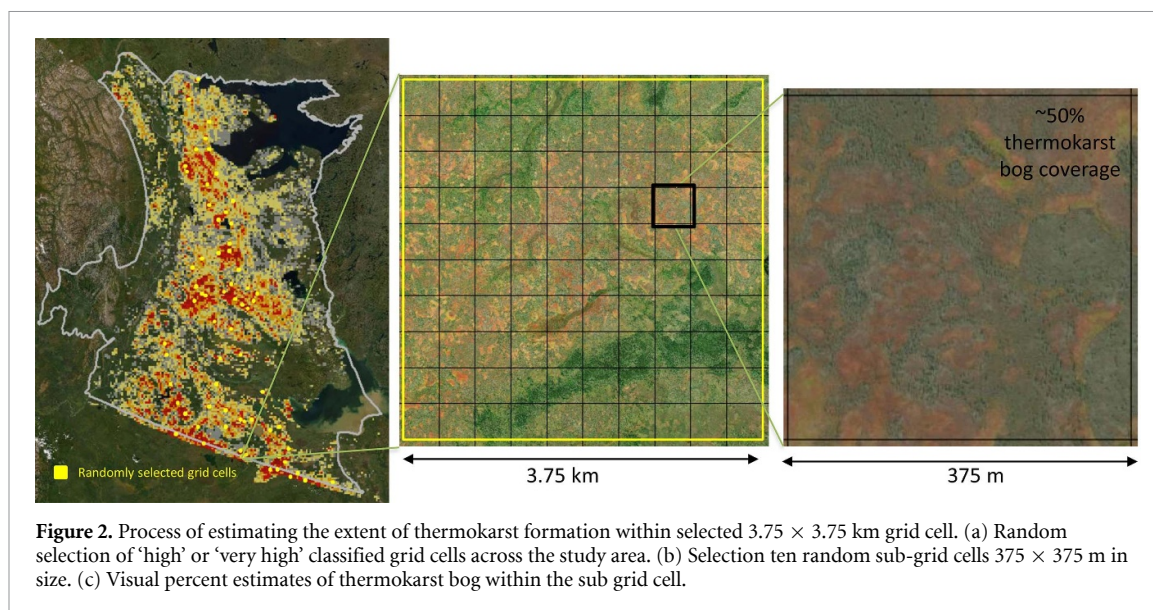 ~50%
thermokarst
bog coverage
Randomly selected grid cells
3.75 km
375 m
Figure 2. Process of estimating the extent of thermokarst formation within selected 3.75 × 3.75 km grid cell. (a) Random
selection of ‘high’ or ‘very high’ classified grid cells across the study area. (b) Selection ten random sub-grid cells 375 × 375 m in
size. (c) Visual percent estimates of thermokarst bog within the sub grid cell.